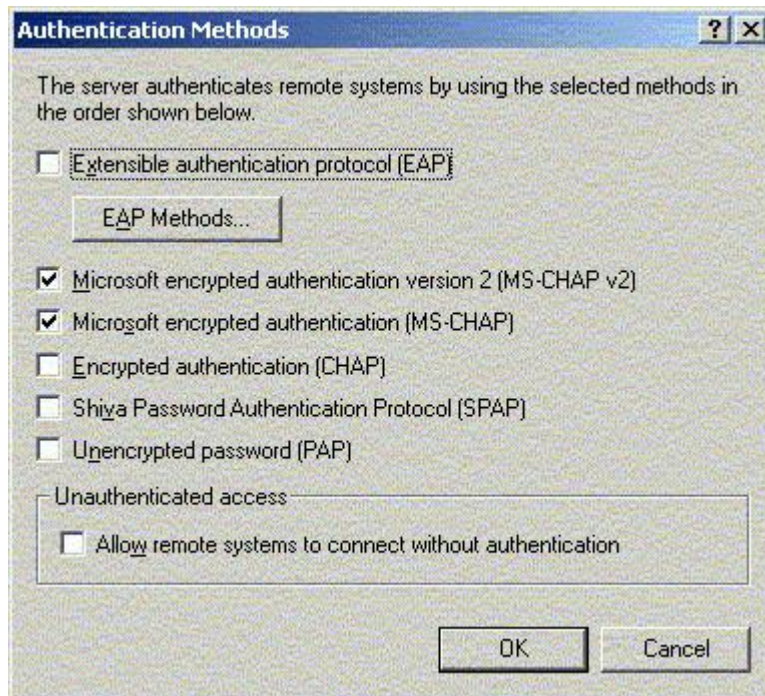 Authentication Methods
The server authenticates remote systems by using the selected methods in
the order shown below.
Extensible authentication protocol (EAP)
EAP Methods...
Microsoft encrypted authentication version 2 (MS-CHAP v2)
Microsoft encrypted authentication (MS-CHAP)
Encrypted authentication (CHAP)
Shiva Password Authentication Protocol (SPAP)
Unencrypted password (PAP)
Unauthenticated access
Allow remote systems to connect without authentication
OK
Cancel